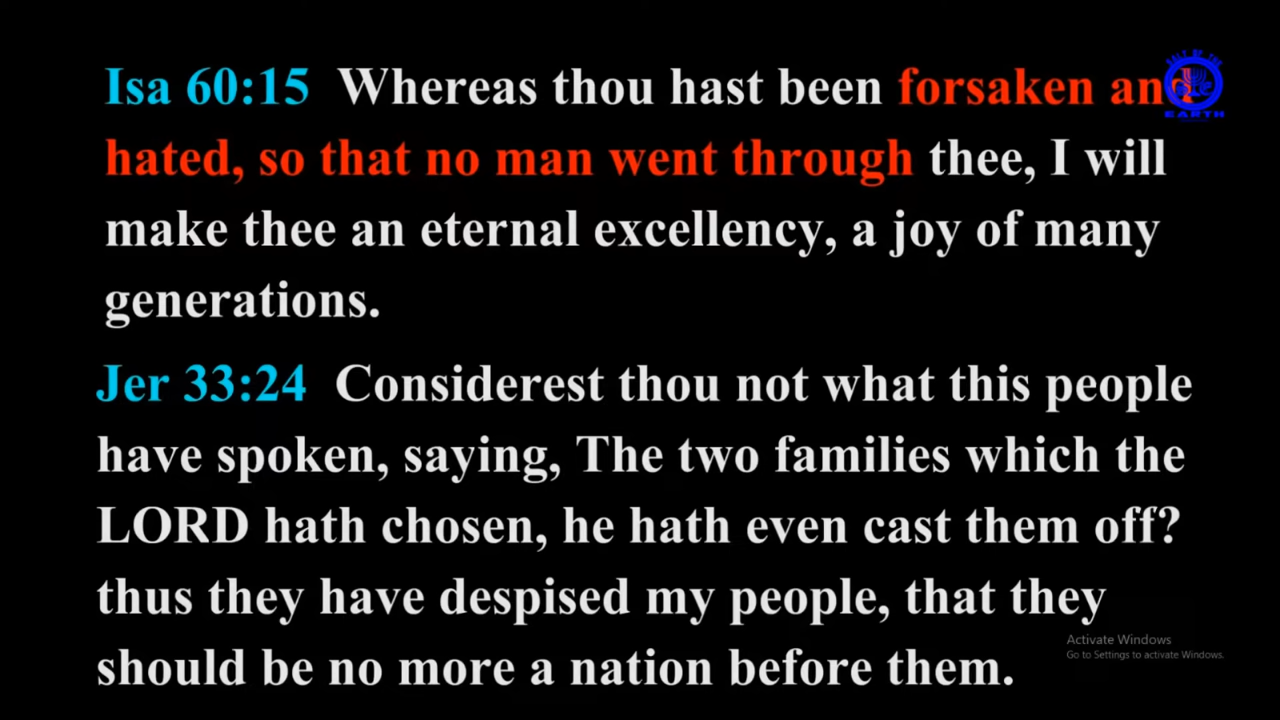 Isa 60:15 Whereas thou hast been forsaken and
hated, so that no man went through thee, I will
make thee an eternal excellency, a joy of many
generations.
Jer 33:24 Considerest thou not what this people
have spoken, saying, The two families which the
LORD hath chosen, he hath even cast them off?
thus they have despised my people, that they
should be no more a nation before them.
SALT OF THE
EARTH
Activate Windows
Go to Settings to activate Windows.